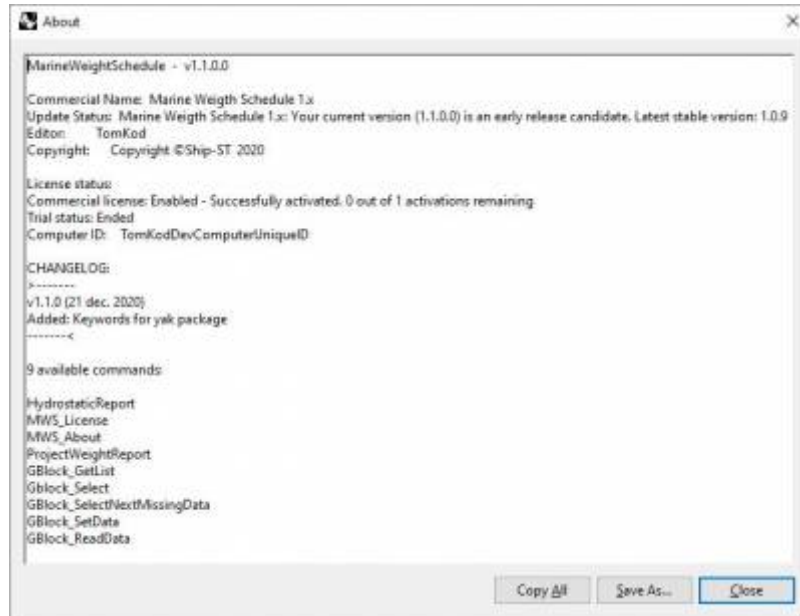 About
MarineWeightSchedule - v1.1.0.0
Commercial Name: Marine Weigth Schedule 1.x
Update Status: Marine Weigth Schedule 1.x: Your current version (1.1.0.0) is an early release candidate. Latest stable version: 1.0.9
Editor: TomKod
Copyright: Copyright ©Ship-ST 2020
License status:
Commercial license: Enabled - Successfully activated. 0 out of 1 activations remaining
Trial status: Ended
Computer ID: TomKodDevComputerUniqueID
CHANGELOG:
>-------
v1.1.0 (21 dec. 2020)
Added: Keywords for yak package
-------<
9 available commands:
HydrostaticReport
MWS_License
MWS_About
ProjectWeightReport
GBlock_GetList
Gblock_Select
GBlock_SelectNextMissingData
GBlock_SetData
GBlock_ReadData
Copy All Save As... Close